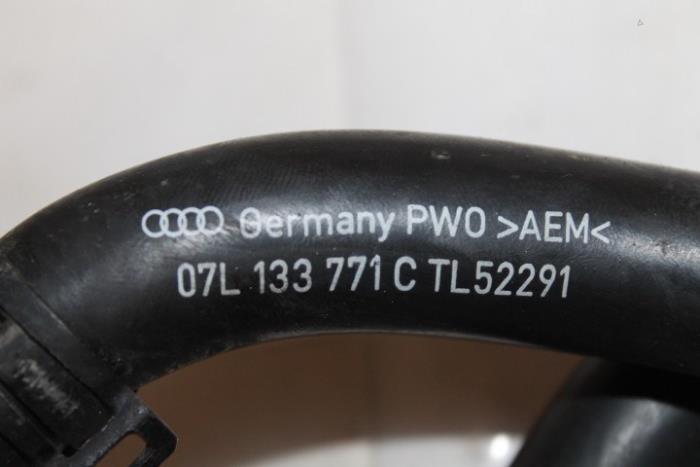 Germany PWO >AEM<
07L 133 771 C TL52291